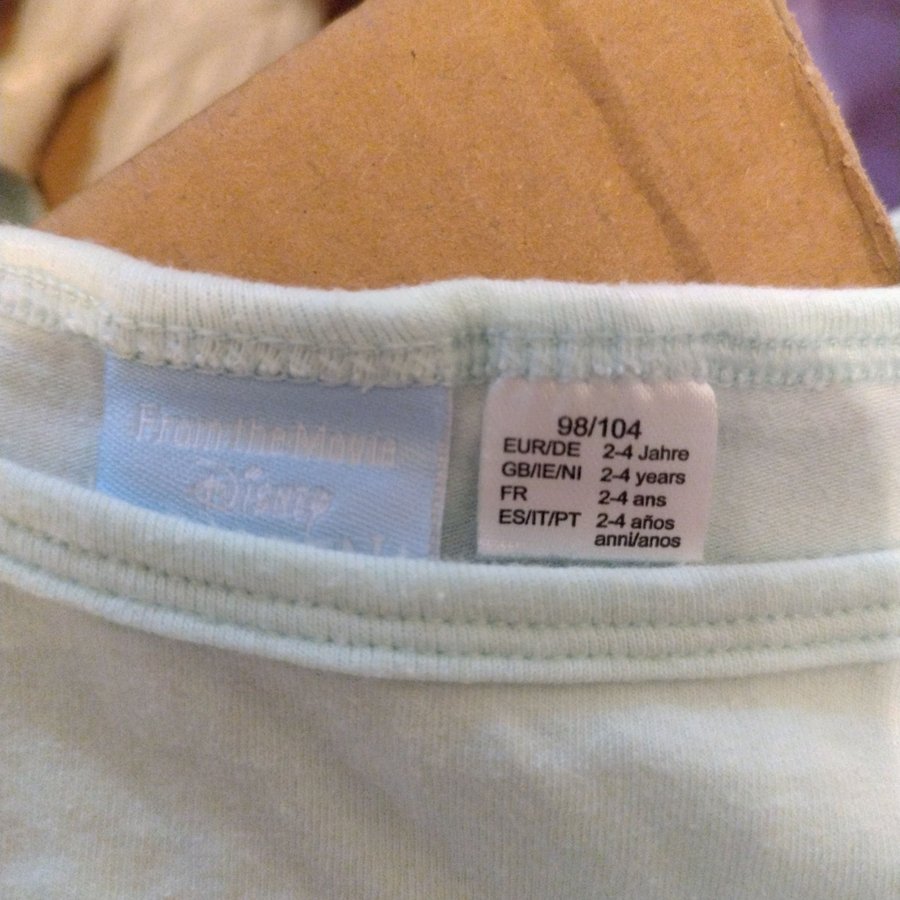 From the Movie
Disney
98/104
EUR/DE 2-4 Jahre
GB/IE/NI 2-4 years
FR 2-4 ans
ES/IT/PT 2-4 años
anni/anos